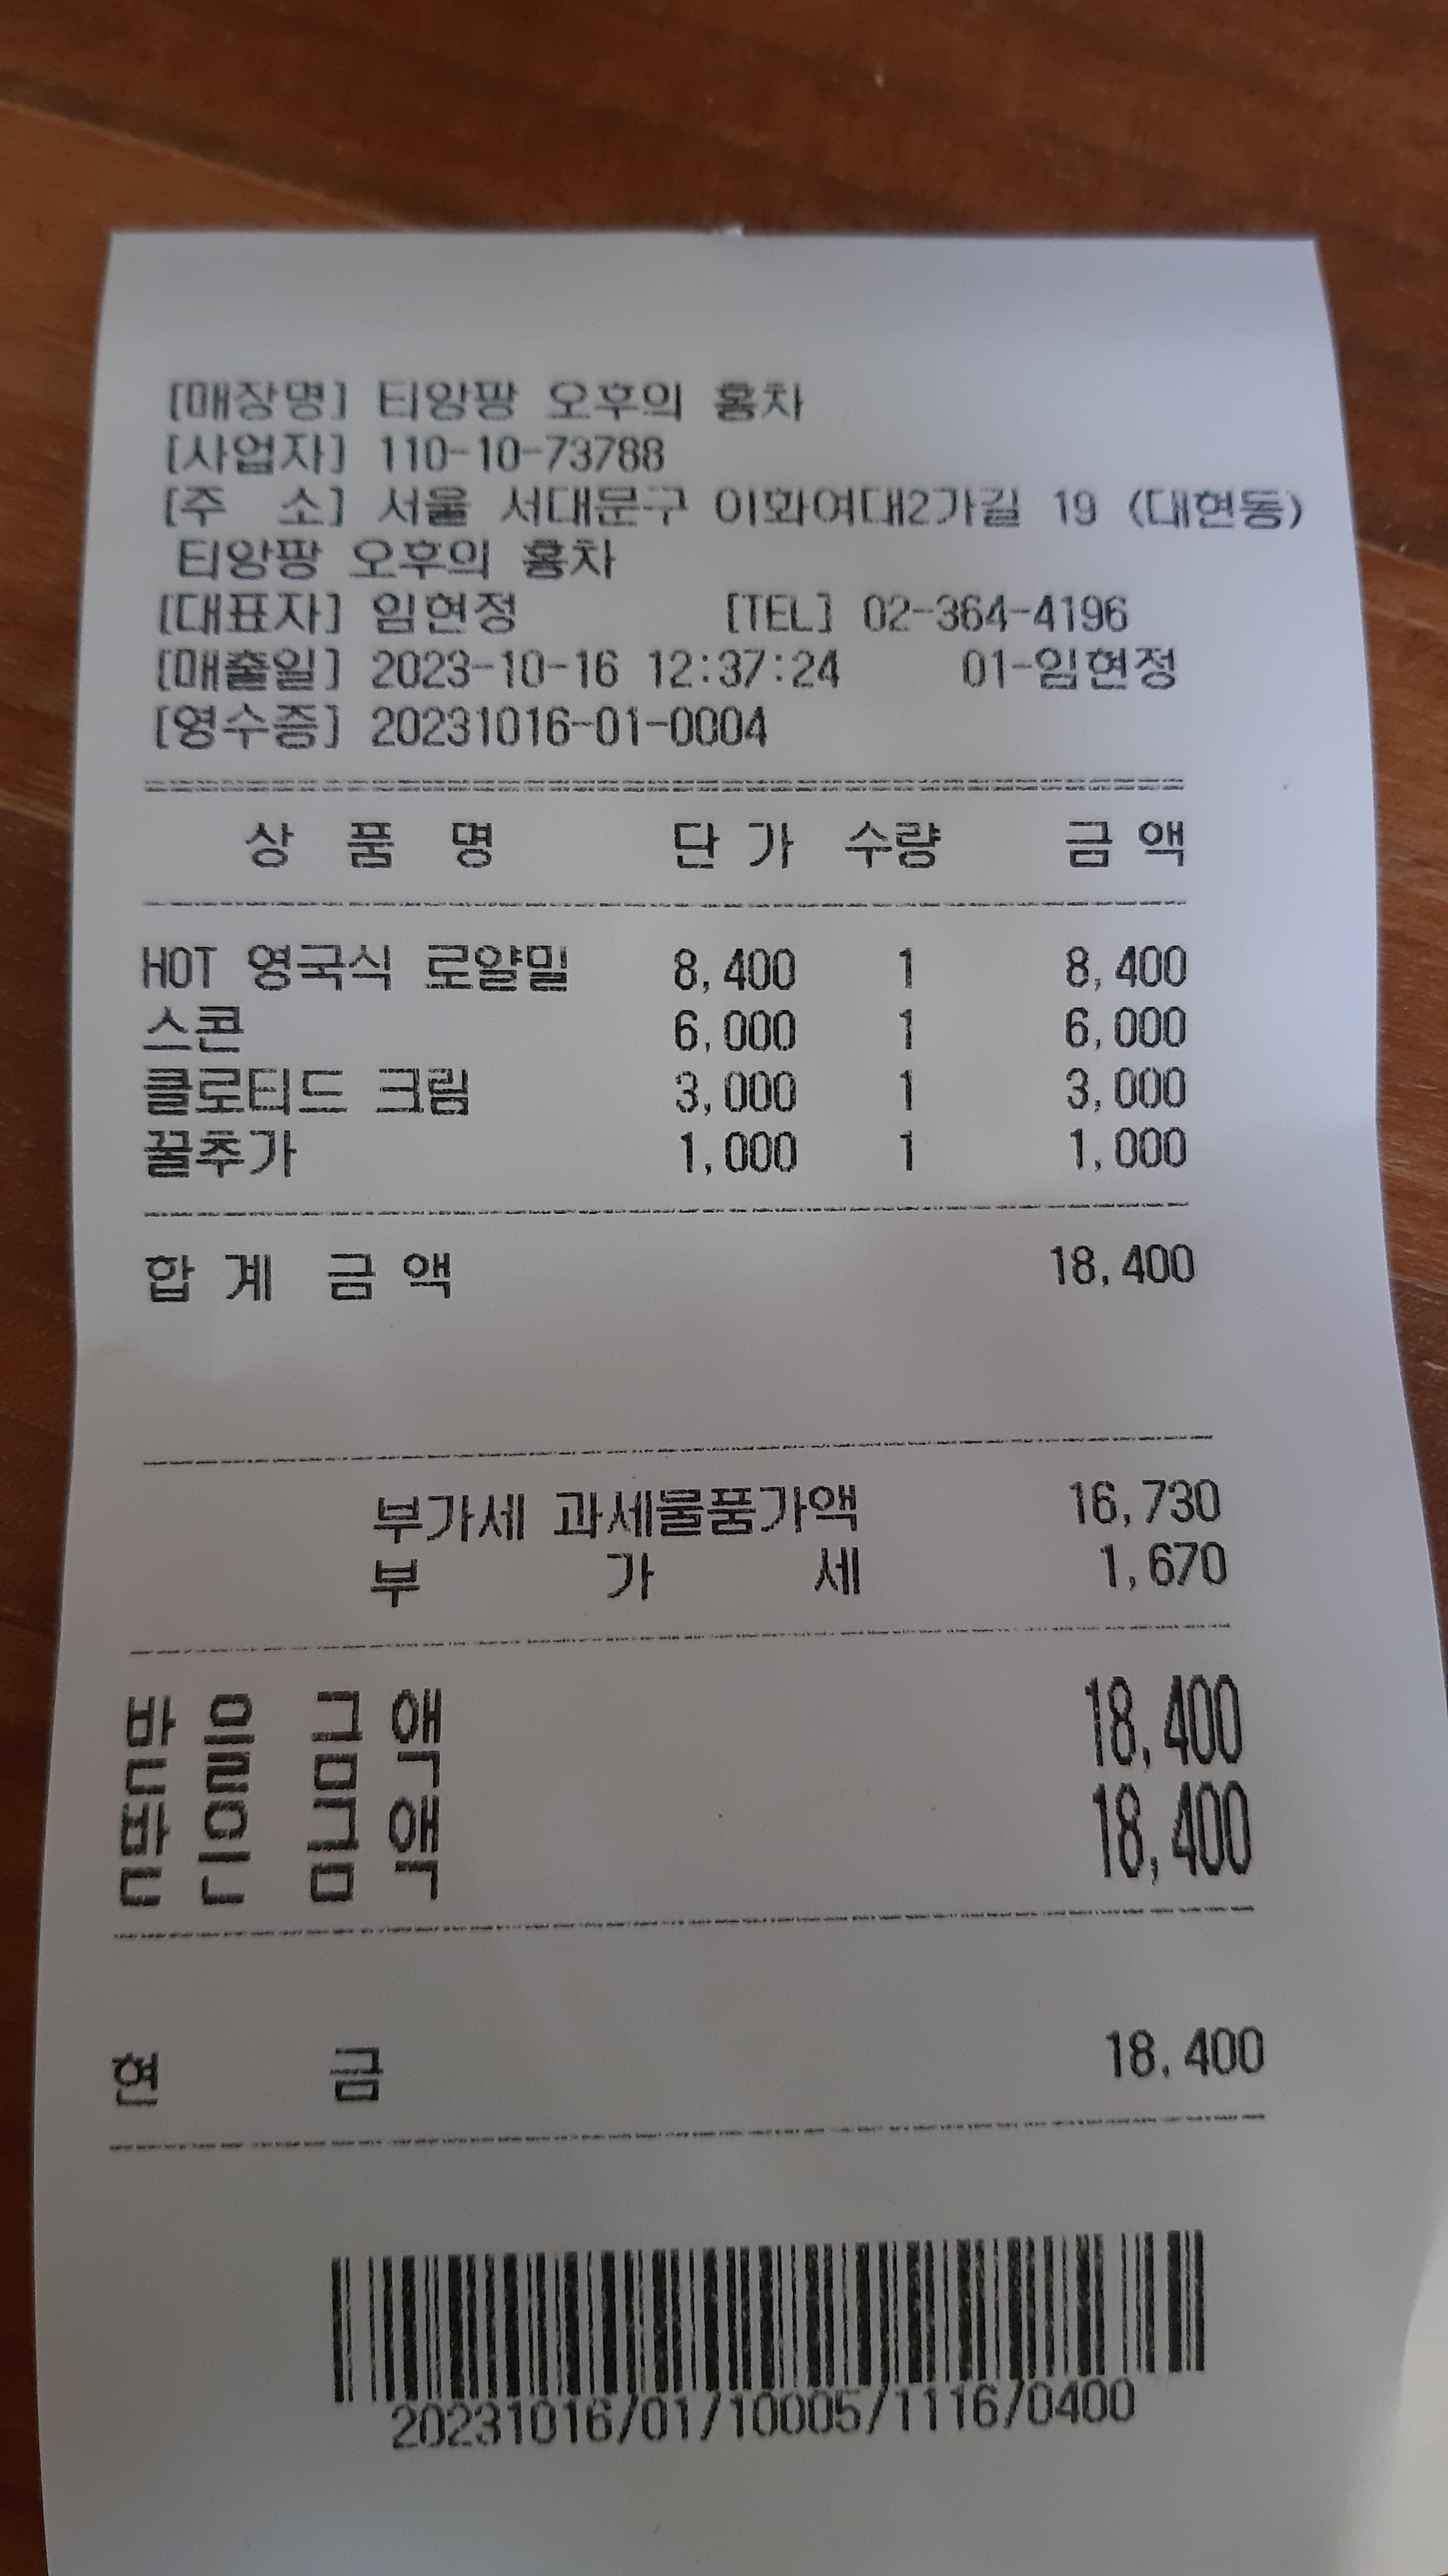 [매장명] 티앙팡 오후의 홍차
[사업자] 110-10-73788
[주 소] 서울 서대문구 이화여대2가길 19 (대현동)
티앙팡 오후의 홍차
[대표자] 임현정 [TEL] 02-364-4196
[매출일] 2023-10-16 12:37:24 01-임현정
[영수증] 20231016-01-0004
상 품 명 단 가 수량 금 액
HOT 영국식 로얄밀 8,400 1 8,400
스콘 6,000 1 6,000
클로티드 크림 3,000 1 3,000
꿀추가 1,000 1 1,000
합 계 금 액 18,400
부가세 과세물품가액 16,730
부 가 세 1,670
받 을 금 액 18,400
받 은 금 액 18,400
현 금 18,400
20231016/01/10005/1116/0400